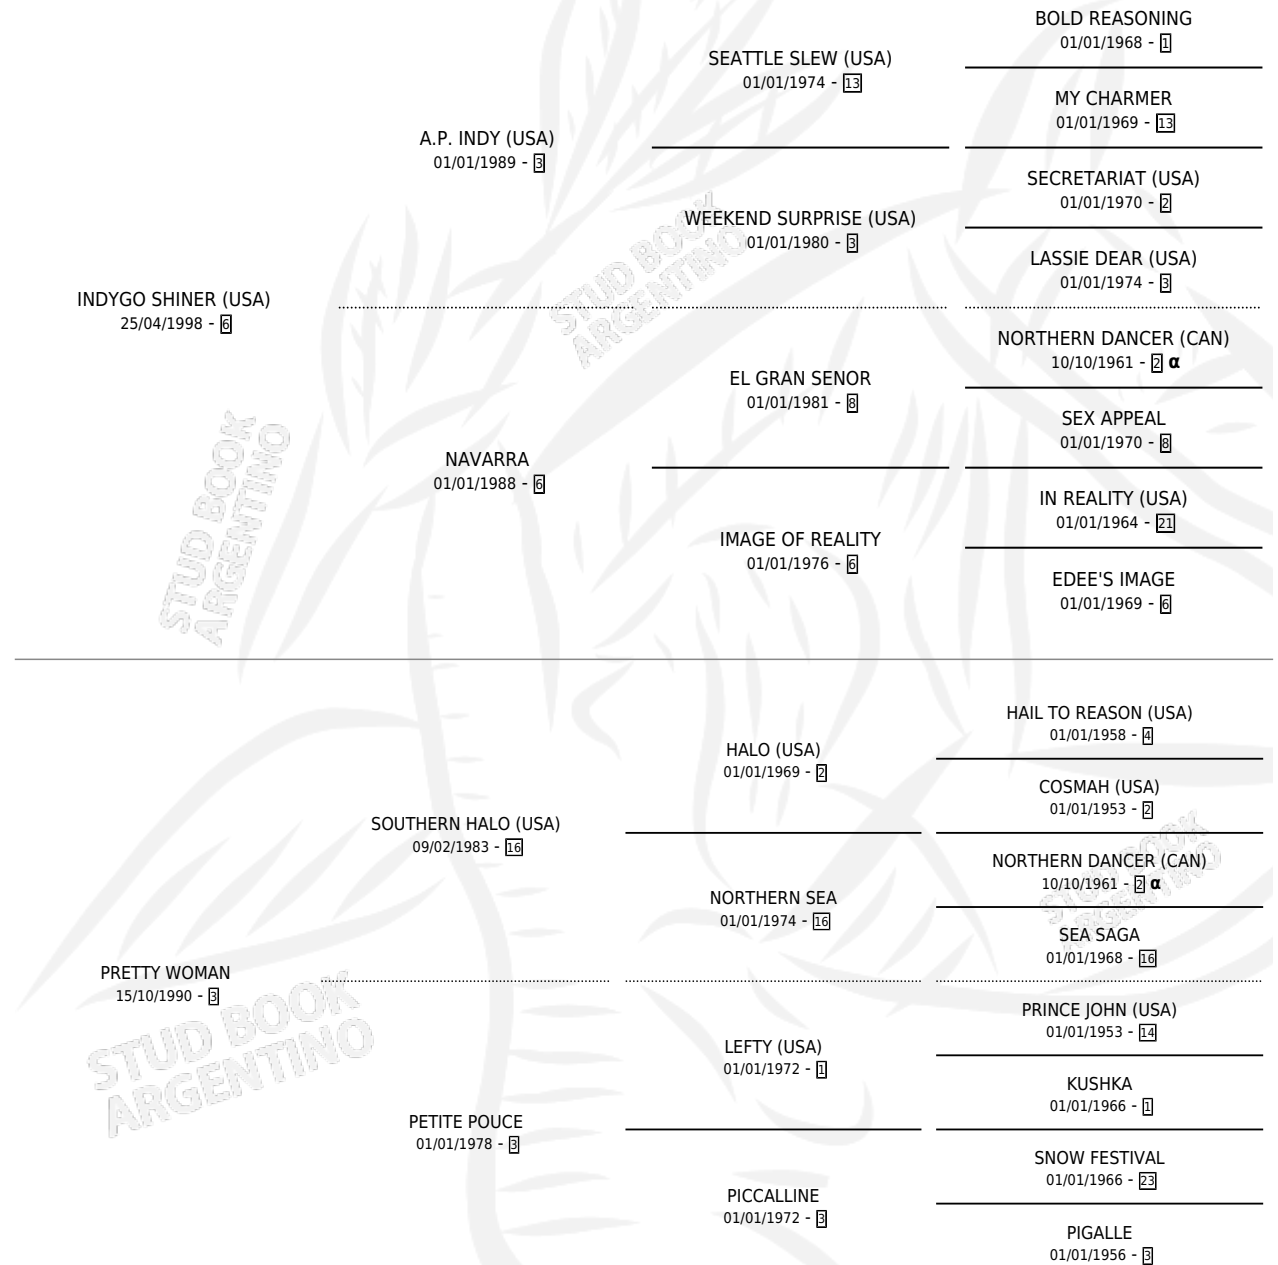 BOLD REASONING
01/01/1968 - 1
SEATTLE SLEW (USA)
01/01/1974 - 13
MY CHARMER
01/01/1969 - 13
A.P. INDY (USA)
01/01/1989 - 3
SECRETARIAT (USA)
01/01/1970 - 2
WEEKEND SURPRISE (USA)
01/01/1980 - 3
LASSIE DEAR (USA)
01/01/1974 - 3
INDYGO SHINER (USA)
25/04/1998 - 6
NORTHERN DANCER (CAN)
10/10/1961 - 2 α
EL GRAN SENOR
01/01/1981 - 8
SEX APPEAL
01/01/1970 - 8
NAVARRA
01/01/1988 - 6
IN REALITY (USA)
01/01/1964 - 21
IMAGE OF REALITY
01/01/1976 - 6
EDEE'S IMAGE
01/01/1969 - 6
HAIL TO REASON (USA)
01/01/1958 - 4
HALO (USA)
01/01/1969 - 2
COSMAH (USA)
01/01/1953 - 2
SOUTHERN HALO (USA)
09/02/1983 - 16
NORTHERN DANCER (CAN)
10/10/1961 - 2 α
NORTHERN SEA
01/01/1974 - 16
SEA SAGA
01/01/1968 - 16
PRETTY WOMAN
15/10/1990 - 3
PRINCE JOHN (USA)
01/01/1953 - 14
LEFTY (USA)
01/01/1972 - 1
KUSHKA
01/01/1966 - 1
PETITE POUCE
01/01/1978 - 3
SNOW FESTIVAL
01/01/1966 - 23
PICCALLINE
01/01/1972 - 3
PIGALLE
01/01/1956 - 3
STUD BOOK
ARGENTINO
STUD BOOK
ARGENTINO
STUD BOOK
ARGENTINO
STUD BOOK
ARGENTINO